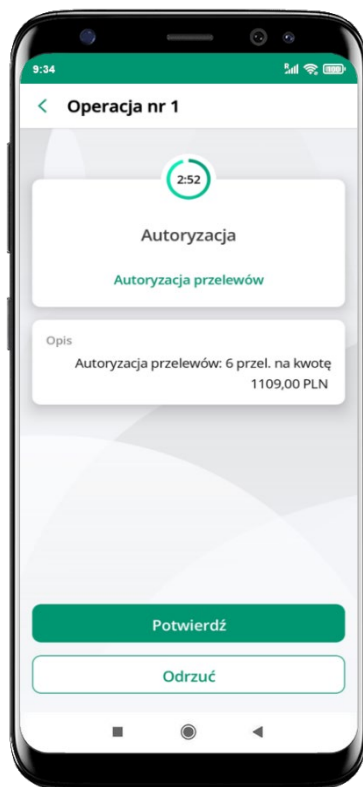 9:34
Operacja nr 1
2:52
Autoryzacja
Autoryzacja przelewów
Opis
Autoryzacja przelewów: 6 przel. na kwotę
1109,00 PLN
Potwierdź
Odrzuć